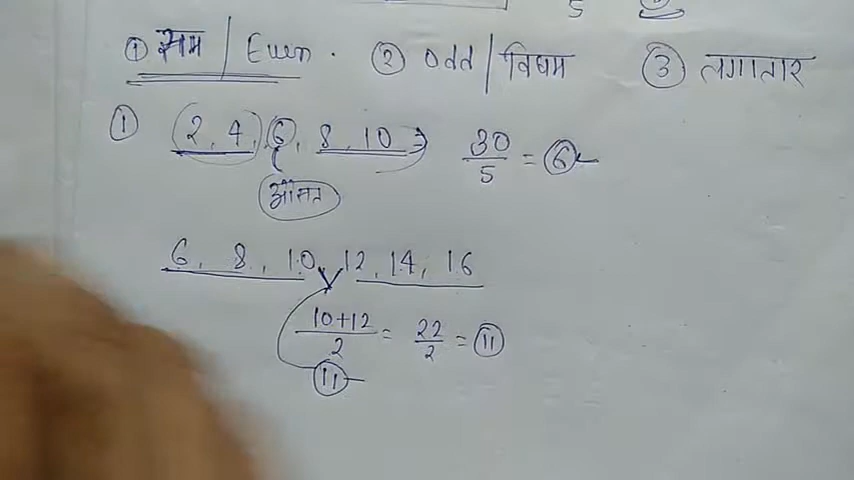 5
① सम / Even . ② Odd / विषम ③ लगातार
① (2, 4, 6, 8, 10) 30/5 = 6
औसत
6, 8, 10, 12, 14, 16
10+12/2 = 22/2 = 11
11